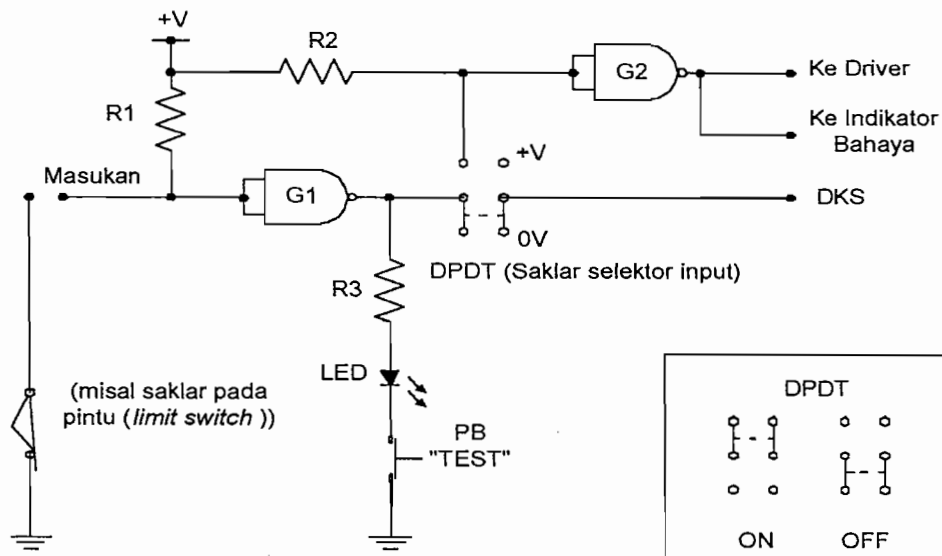 +V
R2
G2
Ke Driver
R1
Ke Indikator
Bahaya
Masukan
+V
G1
DKS
0V
DPDT (Saklar selektor input)
R3
LED
(misal saklar pada
pintu (limit switch ))
PB
"TEST"
DPDT
ON OFF